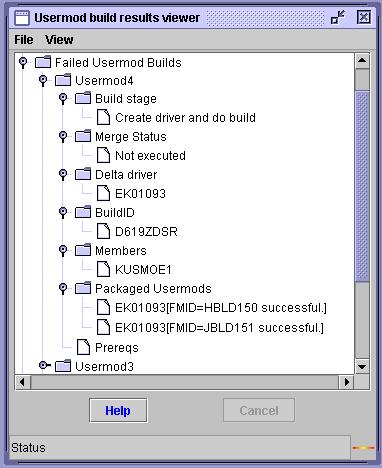 Usermod build results viewer
File View
Failed Usermod Builds
Usermod4
Build stage
Create driver and do build
Merge Status
Not executed
Delta driver
EK01093
BuildID
D619ZDSR
Members
KUSMOE1
Packaged Usermods
EK01093[FMID=HBLD150 successful.]
EK01093[FMID=JBLD151 successful.]
Prereqs
Usermod3
Help Cancel
Status